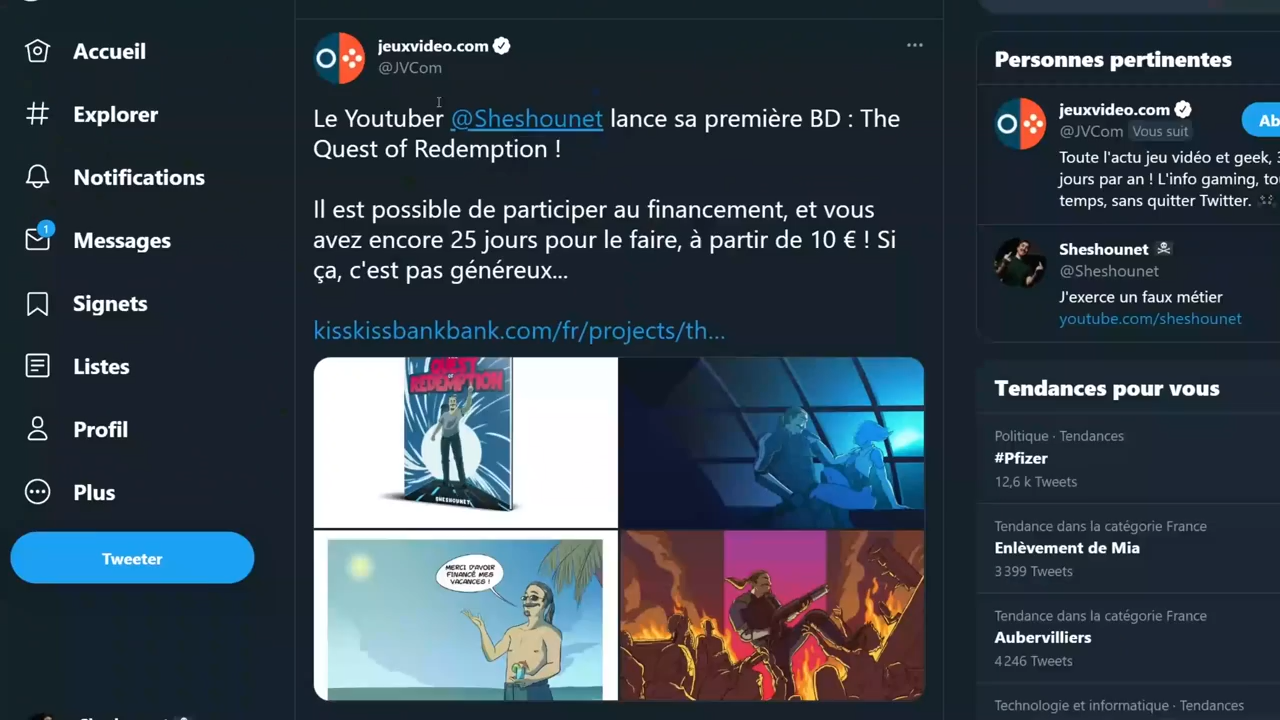 Accueil
Explorer
Notifications
1
Messages
Signets
Listes
Profil
Plus
Tweeter
jeuxvideo.com
@JVCom
Le Youtuber @Sheshounet lance sa première BD : The
Quest of Redemption !
Il est possible de participer au financement, et vous
avez encore 25 jours pour le faire, à partir de 10 € ! Si
ça, c'est pas généreux...
kisskissbankbank.com/fr/projects/th...
QUEST
OF
REDEMPTION
SHESHOUNET
MERCI D'AVOIR
FINANCÉ MES
VACANCES !
Personnes pertinentes
jeuxvideo.com
@JVCom Vous suit
Ab
Toute l'actu jeu vidéo et geek, 3
jours par an ! L'info gaming, to
temps, sans quitter Twitter.
Sheshounet
@Sheshounet
J'exerce un faux métier
youtube.com/sheshounet
Tendances pour vous
Politique · Tendances
#Pfizer
12,6 k Tweets
Tendance dans la catégorie France
Enlèvement de Mia
3 399 Tweets
Tendance dans la catégorie France
Aubervilliers
4 246 Tweets
Technologie et informatique · Tendances